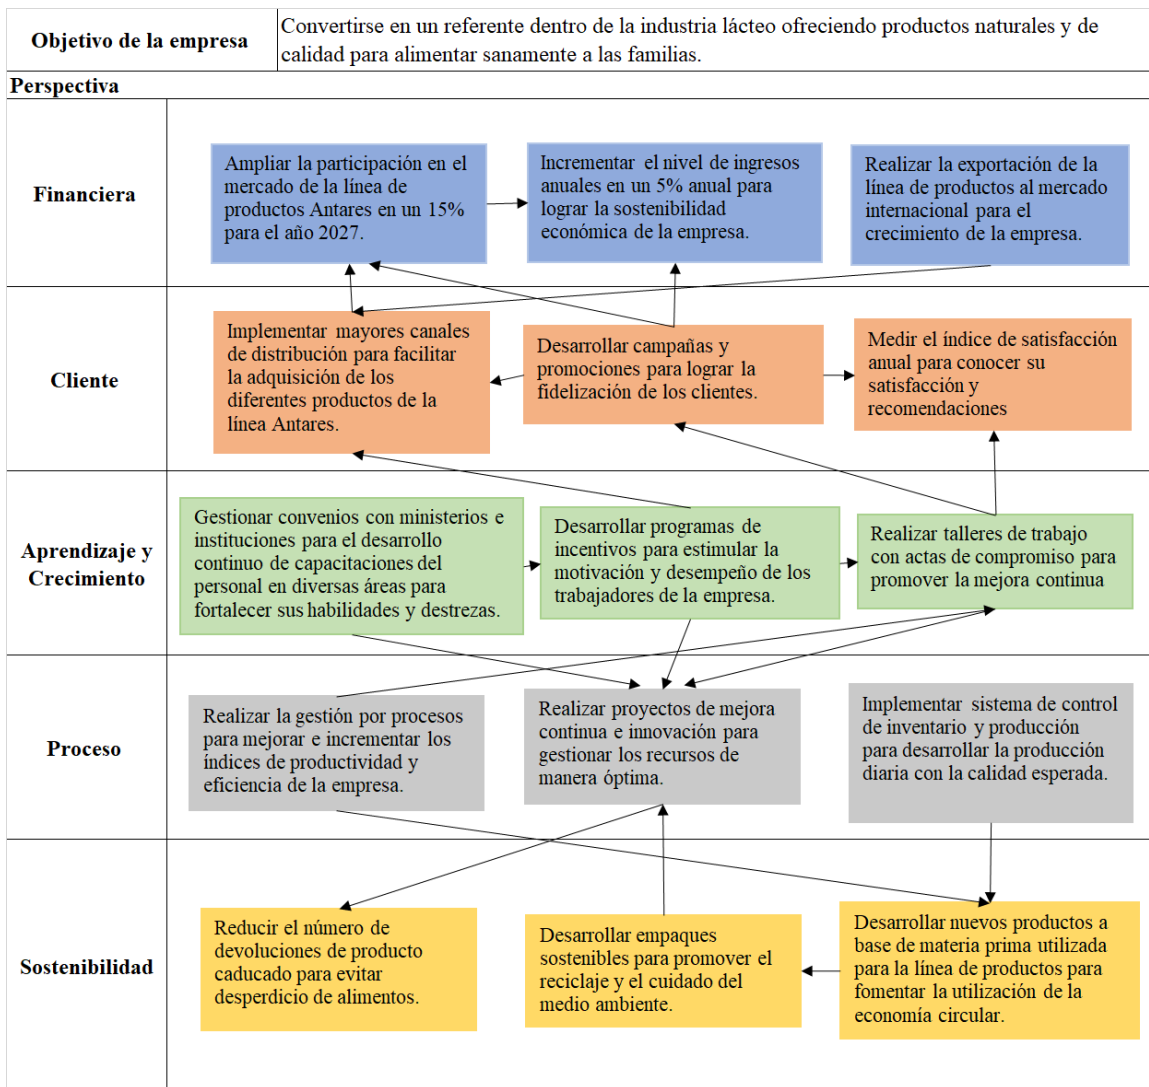 Objetivo de la empresa
Convertirse en un referente dentro de la industria lácteo ofreciendo productos naturales y de
calidad para alimentar sanamente a las familias.
Perspectiva
Financiera
Ampliar la participación en el
mercado de la línea de
productos Antares en un 15%
para el año 2027.
Incrementar el nivel de ingresos
anuales en un 5% anual para
lograr la sostenibilidad
económica de la empresa.
Realizar la exportación de la
línea de productos al mercado
internacional para el
crecimiento de la empresa.
Cliente
Implementar mayores canales
de distribución para facilitar
la adquisición de los
diferentes productos de la
línea Antares.
Desarrollar campañas y
promociones para lograr la
fidelización de los clientes.
Medir el índice de satisfacción
anual para conocer su
satisfacción y
recomendaciones
Aprendizaje y
Crecimiento
Gestionar convenios con ministerios e
instituciones para el desarrollo
continuo de capacitaciones del
personal en diversas áreas para
fortalecer sus habilidades y destrezas.
Desarrollar programas de
incentivos para estimular la
motivación y desempeño de los
trabajadores de la empresa.
Realizar talleres de trabajo
con actas de compromiso para
promover la mejora continua
Proceso
Realizar la gestión por procesos
para mejorar e incrementar los
índices de productividad y
eficiencia de la empresa.
Realizar proyectos de mejora
continua e innovación para
gestionar los recursos de
manera óptima.
Implementar sistema de control
de inventario y producción
para desarrollar la producción
diaria con la calidad esperada.
Sostenibilidad
Reducir el número de
devoluciones de producto
caducado para evitar
desperdicio de alimentos.
Desarrollar empaques
sostenibles para promover el
reciclaje y el cuidado del
medio ambiente.
Desarrollar nuevos productos a
base de materia prima utilizada
para la línea de productos para
fomentar la utilización de la
economía circular.